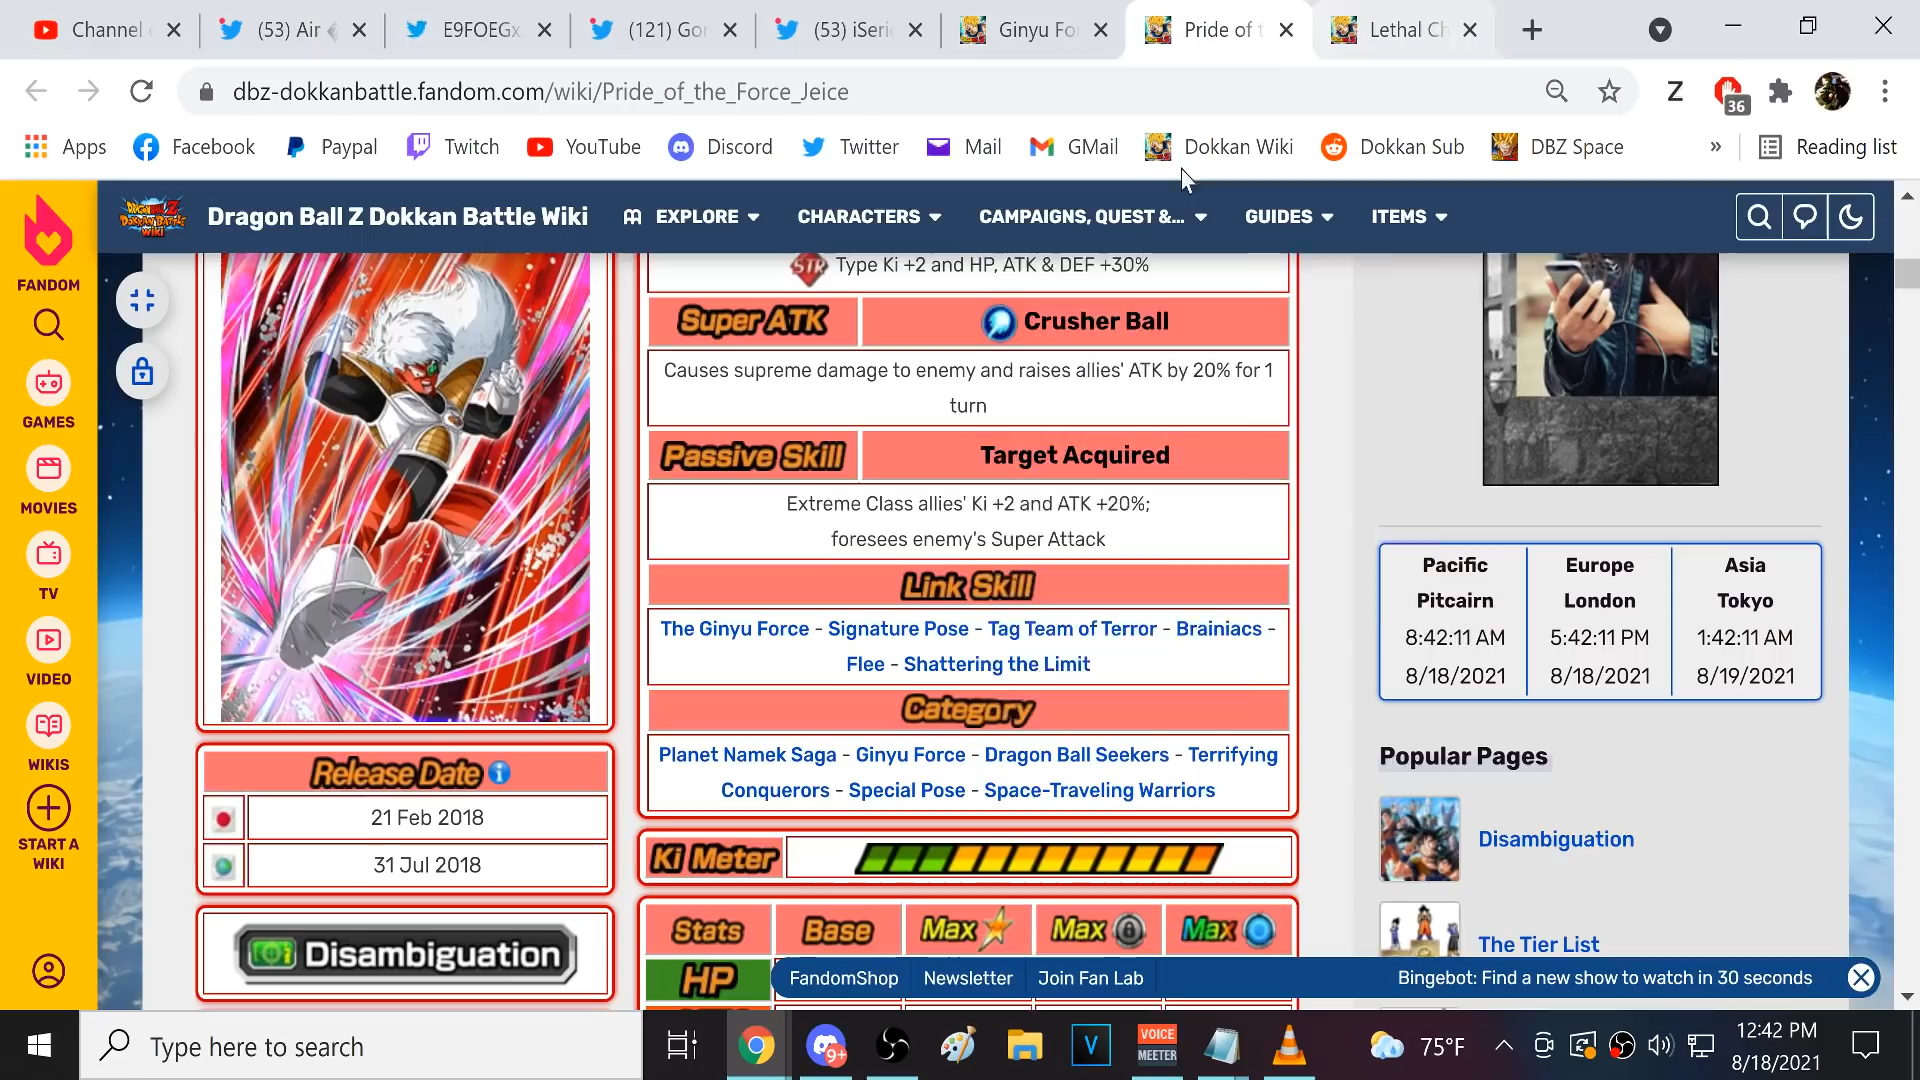 Channel
(53) Air
E9FOEGx
(121) Gor
(53) iSeri
Ginyu Fo
Pride of t
Lethal Ch
dbz-dokkanbattle.fandom.com/wiki/Pride_of_the_Force_Jeice
Z
36
Apps
Facebook
Paypal
Twitch
YouTube
Discord
Twitter
Mail
GMail
Dokkan Wiki
Dokkan Sub
DBZ Space
»
Reading list
Dragon Ball Z Dokkan Battle Wiki
EXPLORE
CHARACTERS
CAMPAIGNS, QUEST &...
GUIDES
ITEMS
FANDOM
GAMES
MOVIES
TV
VIDEO
WIKIS
START A
WIKI
STR Type Ki +2 and HP, ATK & DEF +30%
Super ATK
Crusher Ball
Causes supreme damage to enemy and raises allies' ATK by 20% for 1
turn
Passive Skill
Target Acquired
Extreme Class allies' Ki +2 and ATK +20%;
foresees enemy's Super Attack
Link Skill
The Ginyu Force - Signature Pose - Tag Team of Terror - Brainiacs -
Flee - Shattering the Limit
Category
Planet Namek Saga - Ginyu Force - Dragon Ball Seekers - Terrifying
Conquerors - Special Pose - Space-Traveling Warriors
Release Date
21 Feb 2018
31 Jul 2018
Disambiguation
Ki Meter
Stats
Base
Max
Max
Max
HP
Pacific
Pitcairn
8:42:11 AM
8/18/2021
Europe
London
5:42:11 PM
8/18/2021
Asia
Tokyo
1:42:11 AM
8/19/2021
Popular Pages
Disambiguation
The Tier List
FandomShop
Newsletter
Join Fan Lab
Bingebot: Find a new show to watch in 30 seconds
Type here to search
9+
V
VOICE
MEETER
75°F
12:42 PM
8/18/2021